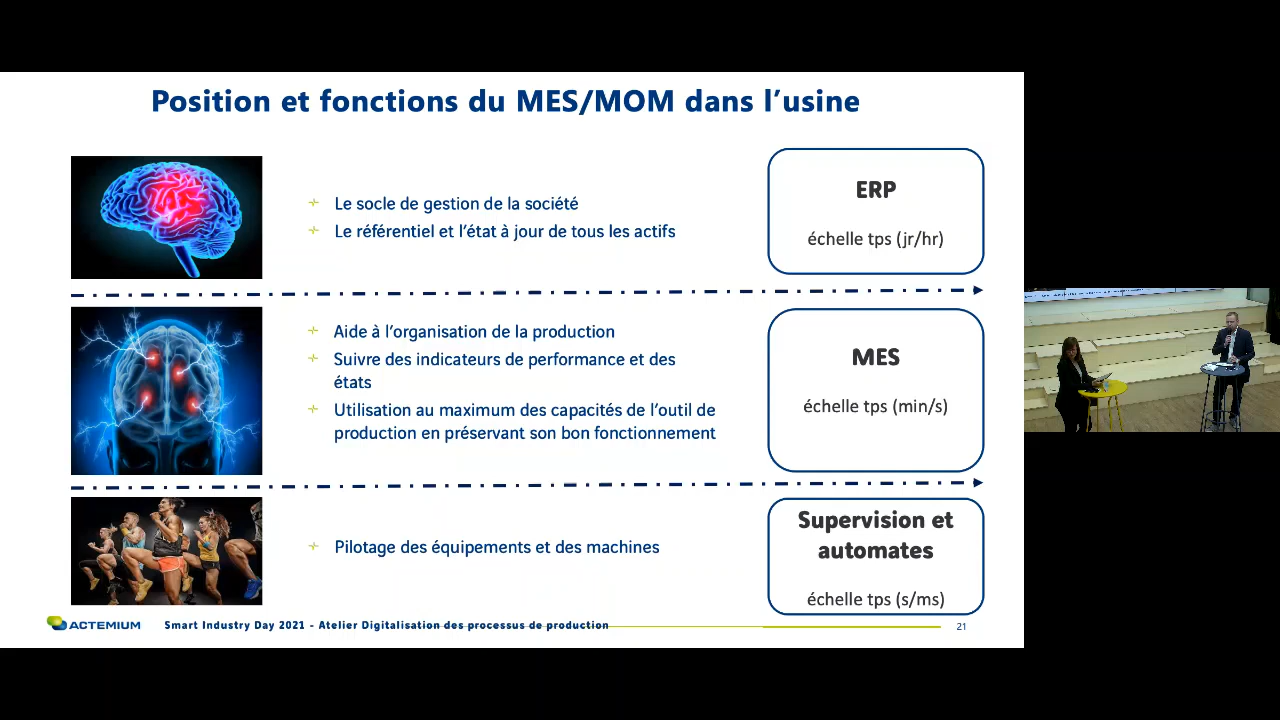 Position et fonctions du MES/MOM dans l’usine
Le socle de gestion de la société
Le référentiel et l’état à jour de tous les actifs
ERP
échelle tps (jr/hr)
Aide à l’organisation de la production
Suivre des indicateurs de performance et des
états
Utilisation au maximum des capacités de l’outil de
production en préservant son bon fonctionnement
MES
échelle tps (min/s)
Pilotage des équipements et des machines
Supervision et
automates
échelle tps (s/ms)
ACTEMIUM
Smart Industry Day 2021 - Atelier Digitalisation des processus de production
21